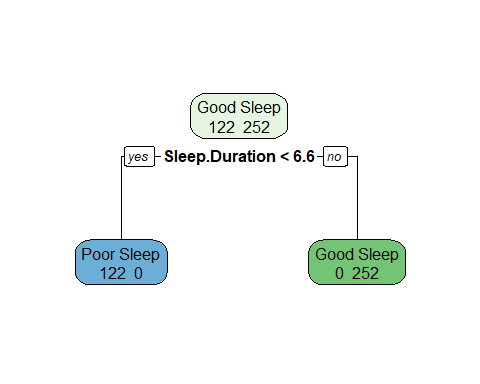 Good Sleep
122 252
yes Sleep.Duration < 6.6 no
Poor Sleep
122 0
Good Sleep
0 252